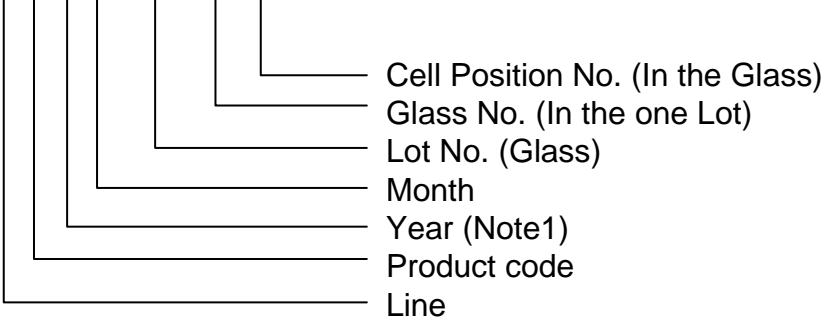 Cell Position No. (In the Glass)
Glass No. (In the one Lot)
Lot No. (Glass)
Month
Year (Note1)
Product code
Line